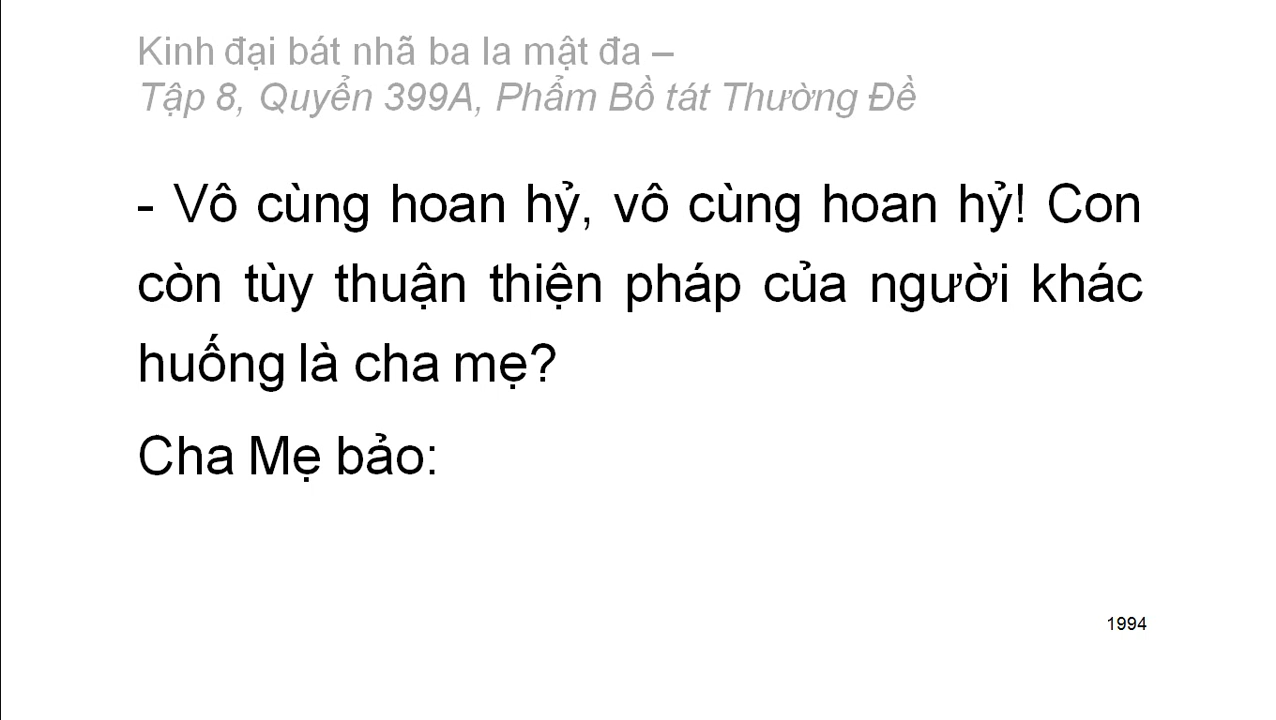 Kinh đại bát nhã ba la mật đa –
Tập 8, Quyển 399A, Phẩm Bồ tát Thường Đề
- Vô cùng hoan hỷ, vô cùng hoan hỷ! Con
còn tùy thuận thiện pháp của người khác
huống là cha mẹ?
Cha Mẹ bảo:
1994